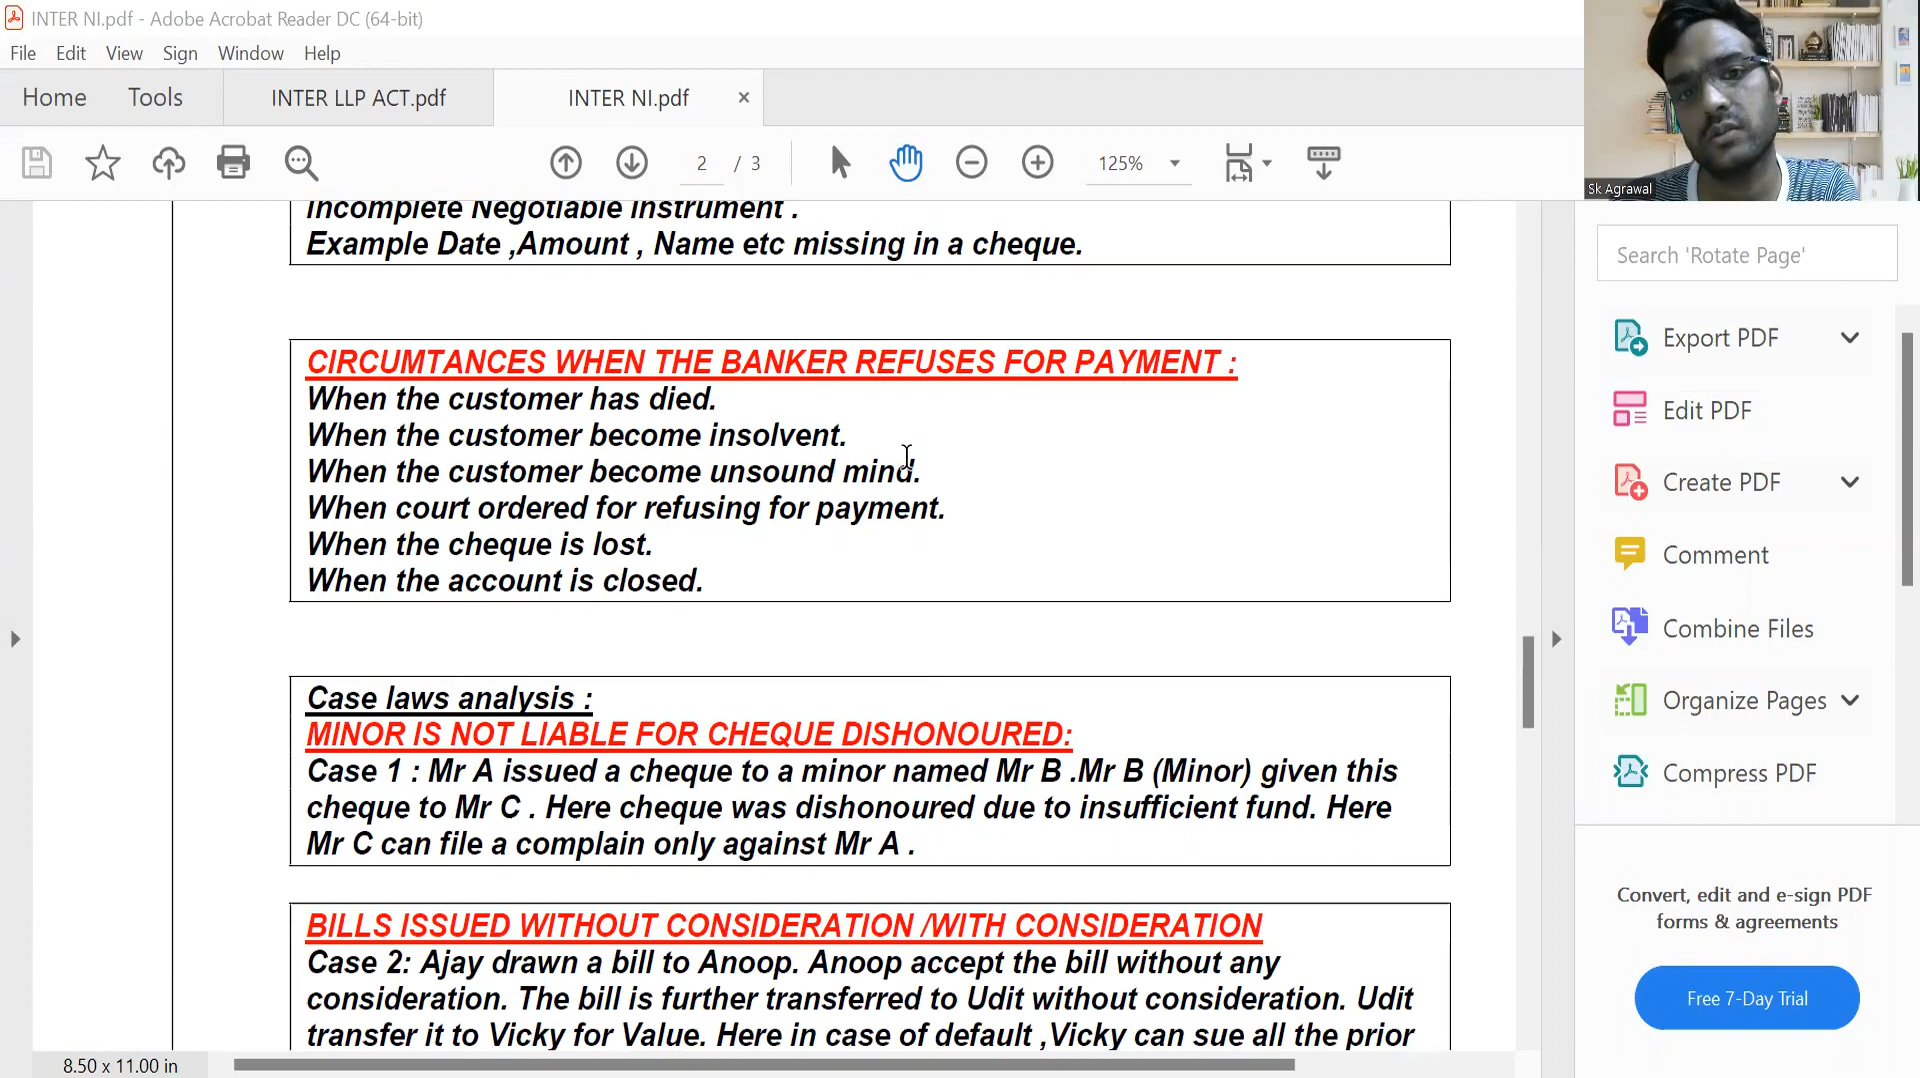 INTER NI.pdf - Adobe Acrobat Reader DC (64-bit)
File Edit View Sign Window Help
Home Tools INTER LLP ACT.pdf INTER NI.pdf ×
2 / 3 125%
Sk Agrawal
Incomplete Negotiable Instrument .
Example Date ,Amount , Name etc missing in a cheque.
CIRCUMTANCES WHEN THE BANKER REFUSES FOR PAYMENT :
When the customer has died.
When the customer become insolvent.
When the customer become unsound mind.
When court ordered for refusing for payment.
When the cheque is lost.
When the account is closed.
Case laws analysis :
MINOR IS NOT LIABLE FOR CHEQUE DISHONOURED:
Case 1 : Mr A issued a cheque to a minor named Mr B .Mr B (Minor) given this
cheque to Mr C . Here cheque was dishonoured due to insufficient fund. Here
Mr C can file a complain only against Mr A .
BILLS ISSUED WITHOUT CONSIDERATION /WITH CONSIDERATION
Case 2: Ajay drawn a bill to Anoop. Anoop accept the bill without any
consideration. The bill is further transferred to Udit without consideration. Udit
transfer it to Vicky for Value. Here in case of default ,Vicky can sue all the prior
8.50 x 11.00 in
Search 'Rotate Page'
Export PDF
Edit PDF
Create PDF
Comment
Combine Files
Organize Pages
Compress PDF
Convert, edit and e-sign PDF
forms & agreements
Free 7-Day Trial